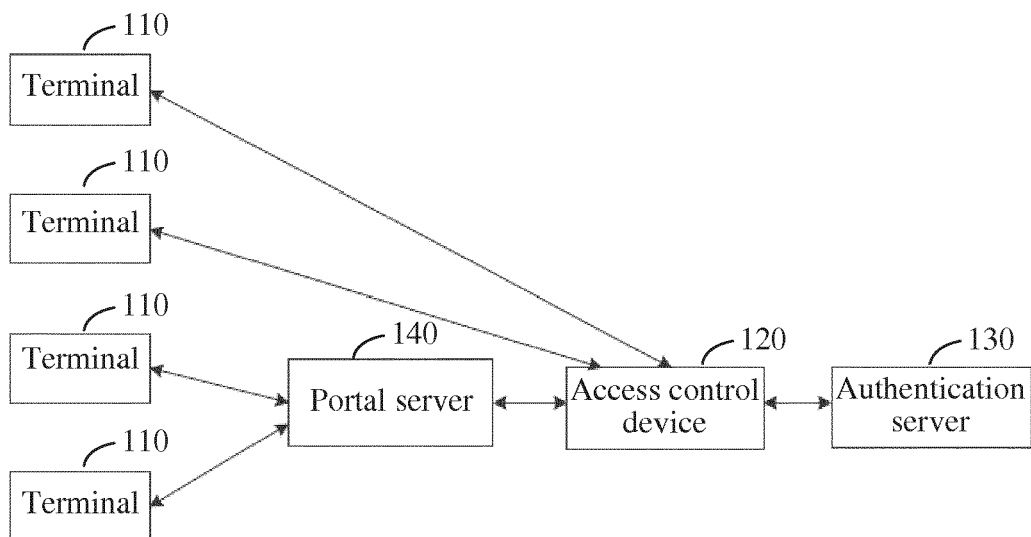 110
Terminal
110
Terminal
110
Terminal
140
Portal server
120
Access control
device
130
Authentication
server
110
Terminal